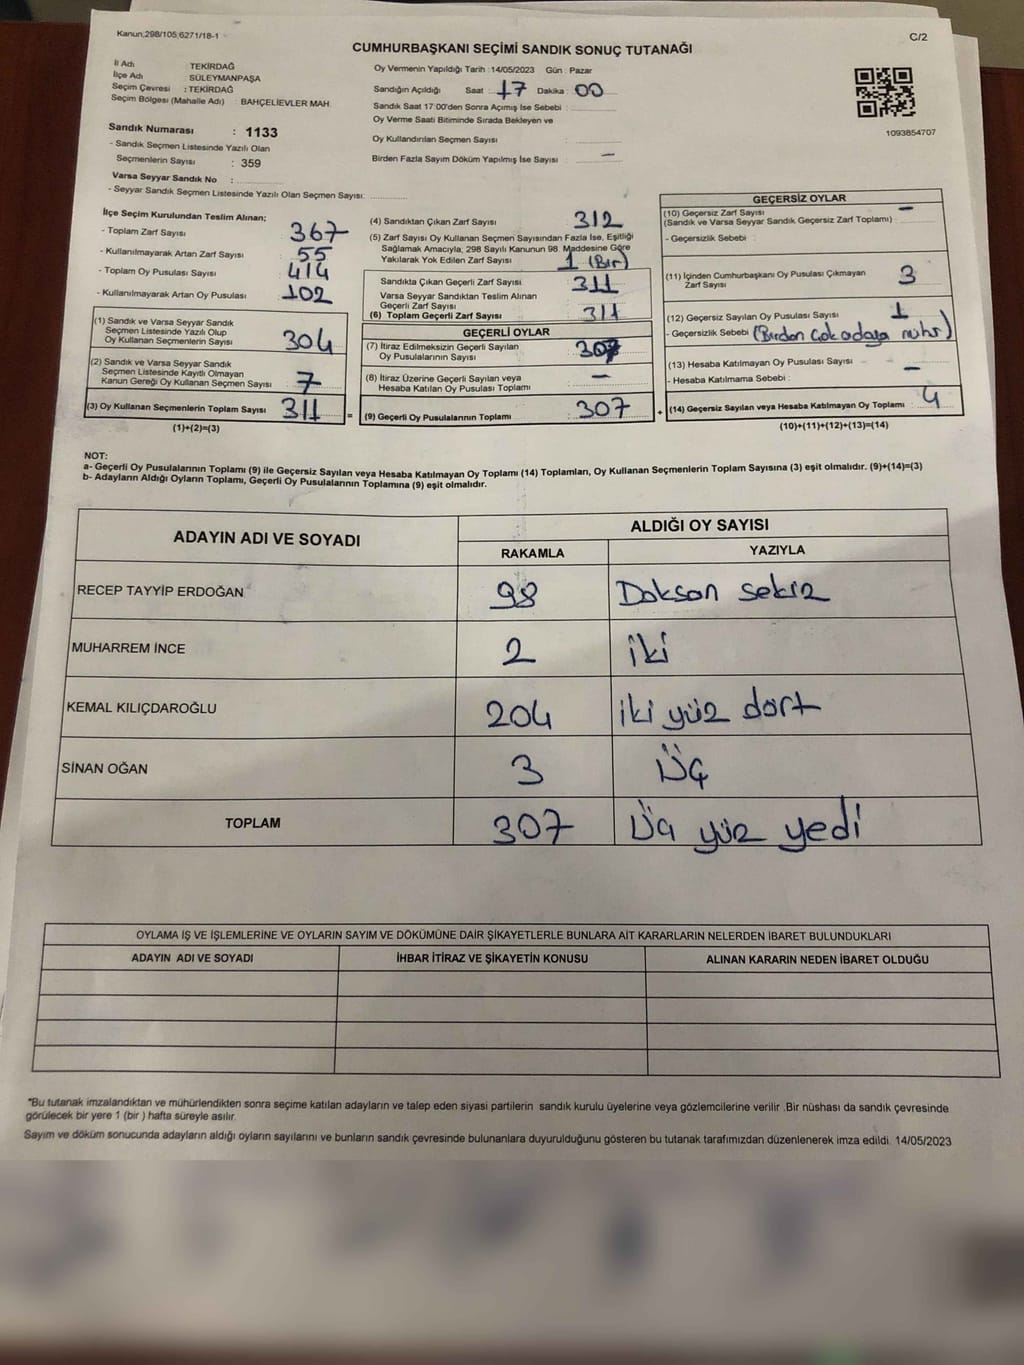 Kanun;298/105;6271/18-1
C/2
CUMHURBAŞKANI SEÇİMİ SANDIK SONUÇ TUTANAĞI
İl Adı TEKİRDAĞ
İlçe Adı SÜLEYMANPAŞA
Seçim Çevresi : TEKİRDAĞ
Seçim Bölgesi (Mahalle Adı) : BAHÇELİEVLER MAH.
Sandık Numarası : 1133
- Sandık Seçmen Listesinde Yazılı Olan
Seçmenlerin Sayısı : 359
Varsa Seyyar Sandık No :
- Seyyar Sandık Seçmen Listesinde Yazılı Olan Seçmen Sayısı:
Oy Vermenin Yapıldığı Tarih :14/05/2023 Gün : Pazar
Sandığın Açıldığı Saat 17 Dakika : 00
Sandık Saat 17:00'den Sonra Açımış İse Sebebi :
Oy Verme Saati Bitiminde Sırada Bekleyen ve
Oy Kullandırılan Seçmen Sayısı :
Birden Fazla Sayım Döküm Yapılmış İse Sayısı : —
1093854707
İlçe Seçim Kurulundan Teslim Alınan;
- Toplam Zarf Sayısı 367
- Kullanılmayarak Artan Zarf Sayısı 55
- Toplam Oy Pusulası Sayısı 414
- Kullanılmayarak Artan Oy Pusulası 102
(1) Sandık ve Varsa Seyyar Sandık
Seçmen Listesinde Yazılı Olup
Oy Kullanan Seçmenlerin Sayısı 304
(2) Sandık ve Varsa Seyyar Sandık
Seçmen Listesinde Kayıtlı Olmayan
Kanun Gereği Oy Kullanan Seçmen Sayısı 7
(3) Oy Kullanan Seçmenlerin Toplam Sayısı 311 =
(1)+(2)=(3)
(4) Sandıktan Çıkan Zarf Sayısı 312
(5) Zarf Sayısı Oy Kullanan Seçmen Sayısından Fazla İse, Eşitliği
Sağlamak Amacıyla, 298 Sayılı Kanunun 98. Maddesine Göre
Yakılarak Yok Edilen Zarf Sayısı 1 (Bir)
Sandıkta Çıkan Geçerli Zarf Sayısı 311
Varsa Seyyar Sandıktan Teslim Alınan
Geçerli Zarf Sayısı
(6) Toplam Geçerli Zarf Sayısı 311
GEÇERLİ OYLAR
(7) İtiraz Edilmeksizin Geçerli Sayılan
Oy Pusulalarının Sayısı 307
(8) İtiraz Üzerine Geçerli Sayılan veya
Hesaba Katılan Oy Pusulası Toplamı —
(9) Geçerli Oy Pusulalarının Toplamı : 307 +
GEÇERSİZ OYLAR
(10) Geçersiz Zarf Sayısı —
(Sandık ve Varsa Seyyar Sandık Geçersiz Zarf Toplamı)
- Geçersizlik Sebebi :
(11) İçinden Cumhurbaşkanı Oy Pusulası Çıkmayan
Zarf Sayısı 3
(12) Geçersiz Sayılan Oy Pusulası Sayısı 1
- Geçersizlik Sebebi (Birden Çok adaya mühür)
(13) Hesaba Katılmayan Oy Pusulası Sayısı —
- Hesaba Katılmama Sebebi :
(14) Geçersiz Sayılan veya Hesaba Katılmayan Oy Toplamı 4
(10)+(11)+(12)+(13)=(14)
NOT:
a- Geçerli Oy Pusulalarının Toplamı (9) ile Geçersiz Sayılan veya Hesaba Katılmayan Oy Toplamı (14) Toplamları, Oy Kullanan Seçmenlerin Toplam Sayısına (3) eşit olmalıdır. (9)+(14)=(3)
b- Adayların Aldığı Oyların Toplamı, Geçerli Oy Pusulalarının Toplamına (9) eşit olmalıdır.
ADAYIN ADI VE SOYADI
ALDIĞI OY SAYISI
RAKAMLA YAZIYLA
RECEP TAYYİP ERDOĞAN 98 Doksan sekiz
MUHARREM İNCE 2 iki
KEMAL KILIÇDAROĞLU 204 iki yüz dört
SİNAN OĞAN 3 Üç
TOPLAM 307 Üç yüz yedi
OYLAMA İŞ VE İŞLEMLERİNE VE OYLARIN SAYIM VE DÖKÜMÜNE DAİR ŞİKAYETLERLE BUNLARA AİT KARARLARIN NELERDEN İBARET BULUNDUKLARI
ADAYIN ADI VE SOYADI İHBAR İTİRAZ VE ŞİKAYETİN KONUSU ALINAN KARARIN NEDEN İBARET OLDUĞU
*Bu tutanak imzalandıktan ve mühürlendikten sonra seçime katılan adayların ve talep eden siyasi partilerin sandık kurulu üyelerine veya gözlemcilerine verilir .Bir nüshası da sandık çevresinde
görülecek bir yere 1 (bir ) hafta süreyle asılır.
Sayım ve döküm sonucunda adayların aldığı oyların sayılarını ve bunların sandık çevresinde bulunanlara duyurulduğunu gösteren bu tutanak tarafımızdan düzenlenerek imza edildi. 14/05/2023